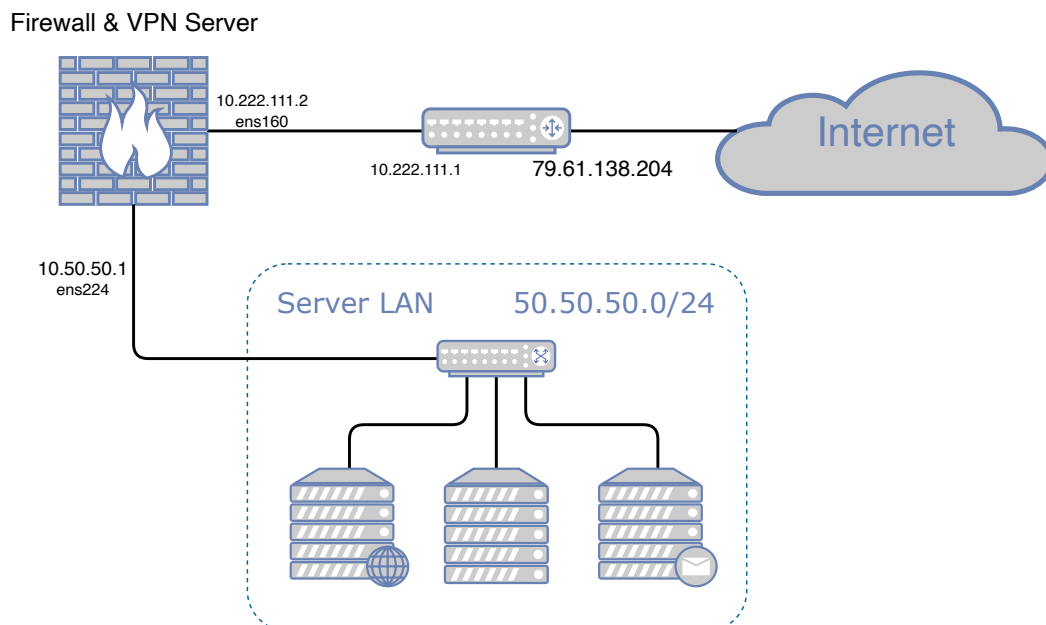 Firewall & VPN Server
10.222.111.2
ens160
10.222.111.1
79.61.138.204
Internet
10.50.50.1
ens224
Server LAN 50.50.50.0/24